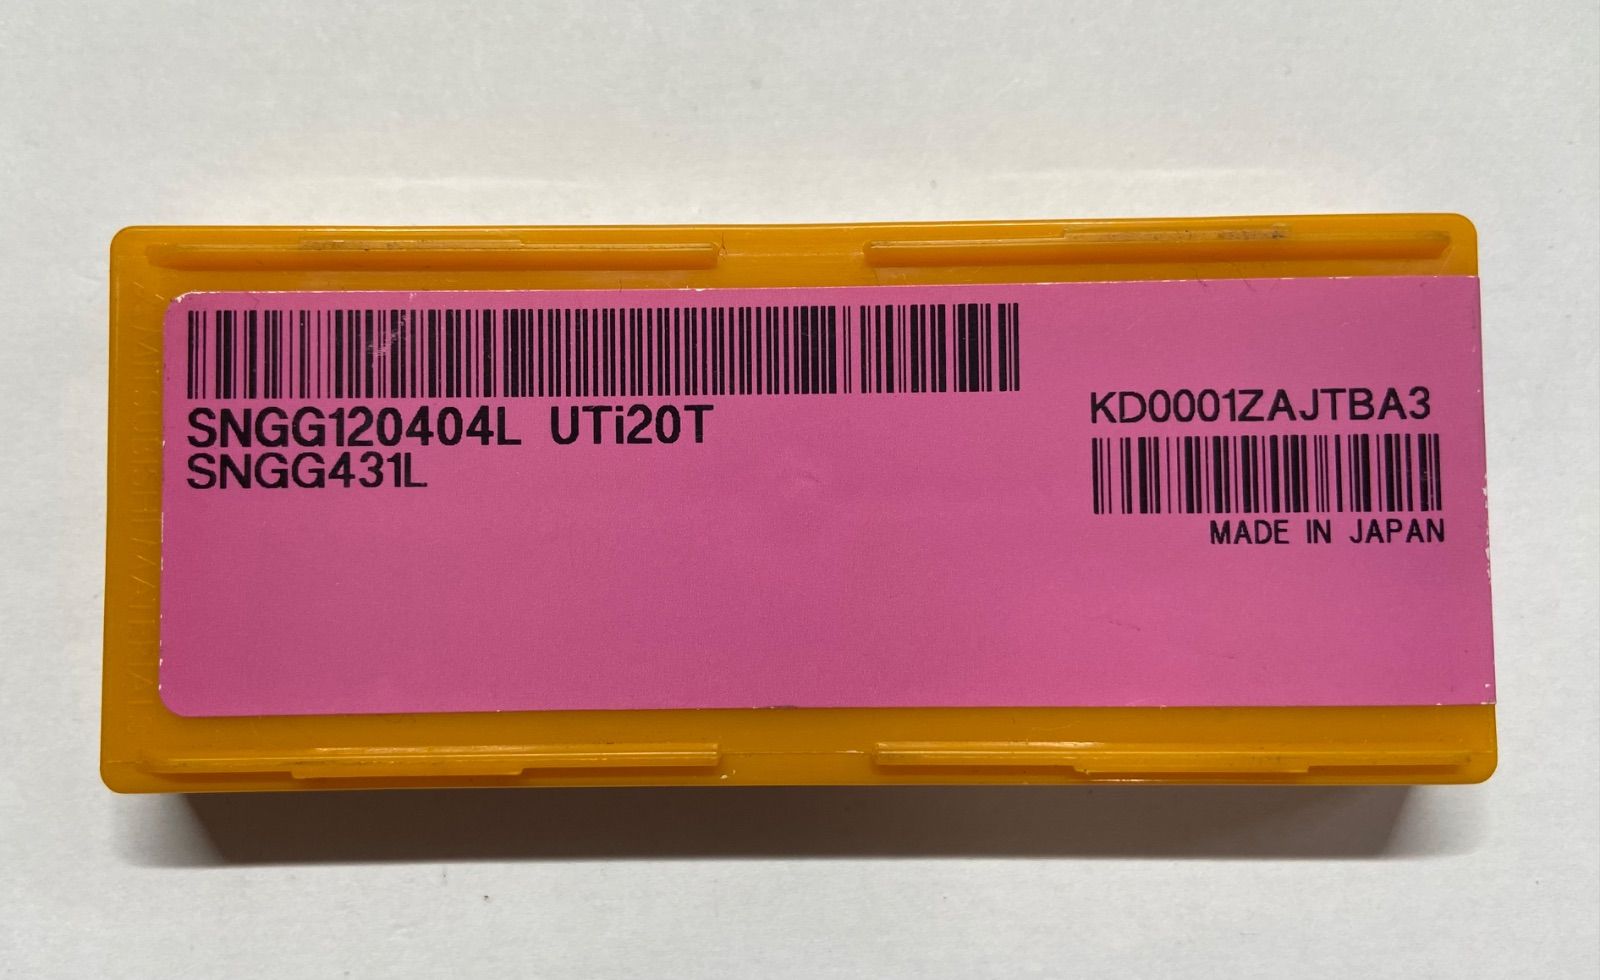 SNGG120404L UTi20T
SNGG431L
KD0001ZAJTBA3
MADE IN JAPAN